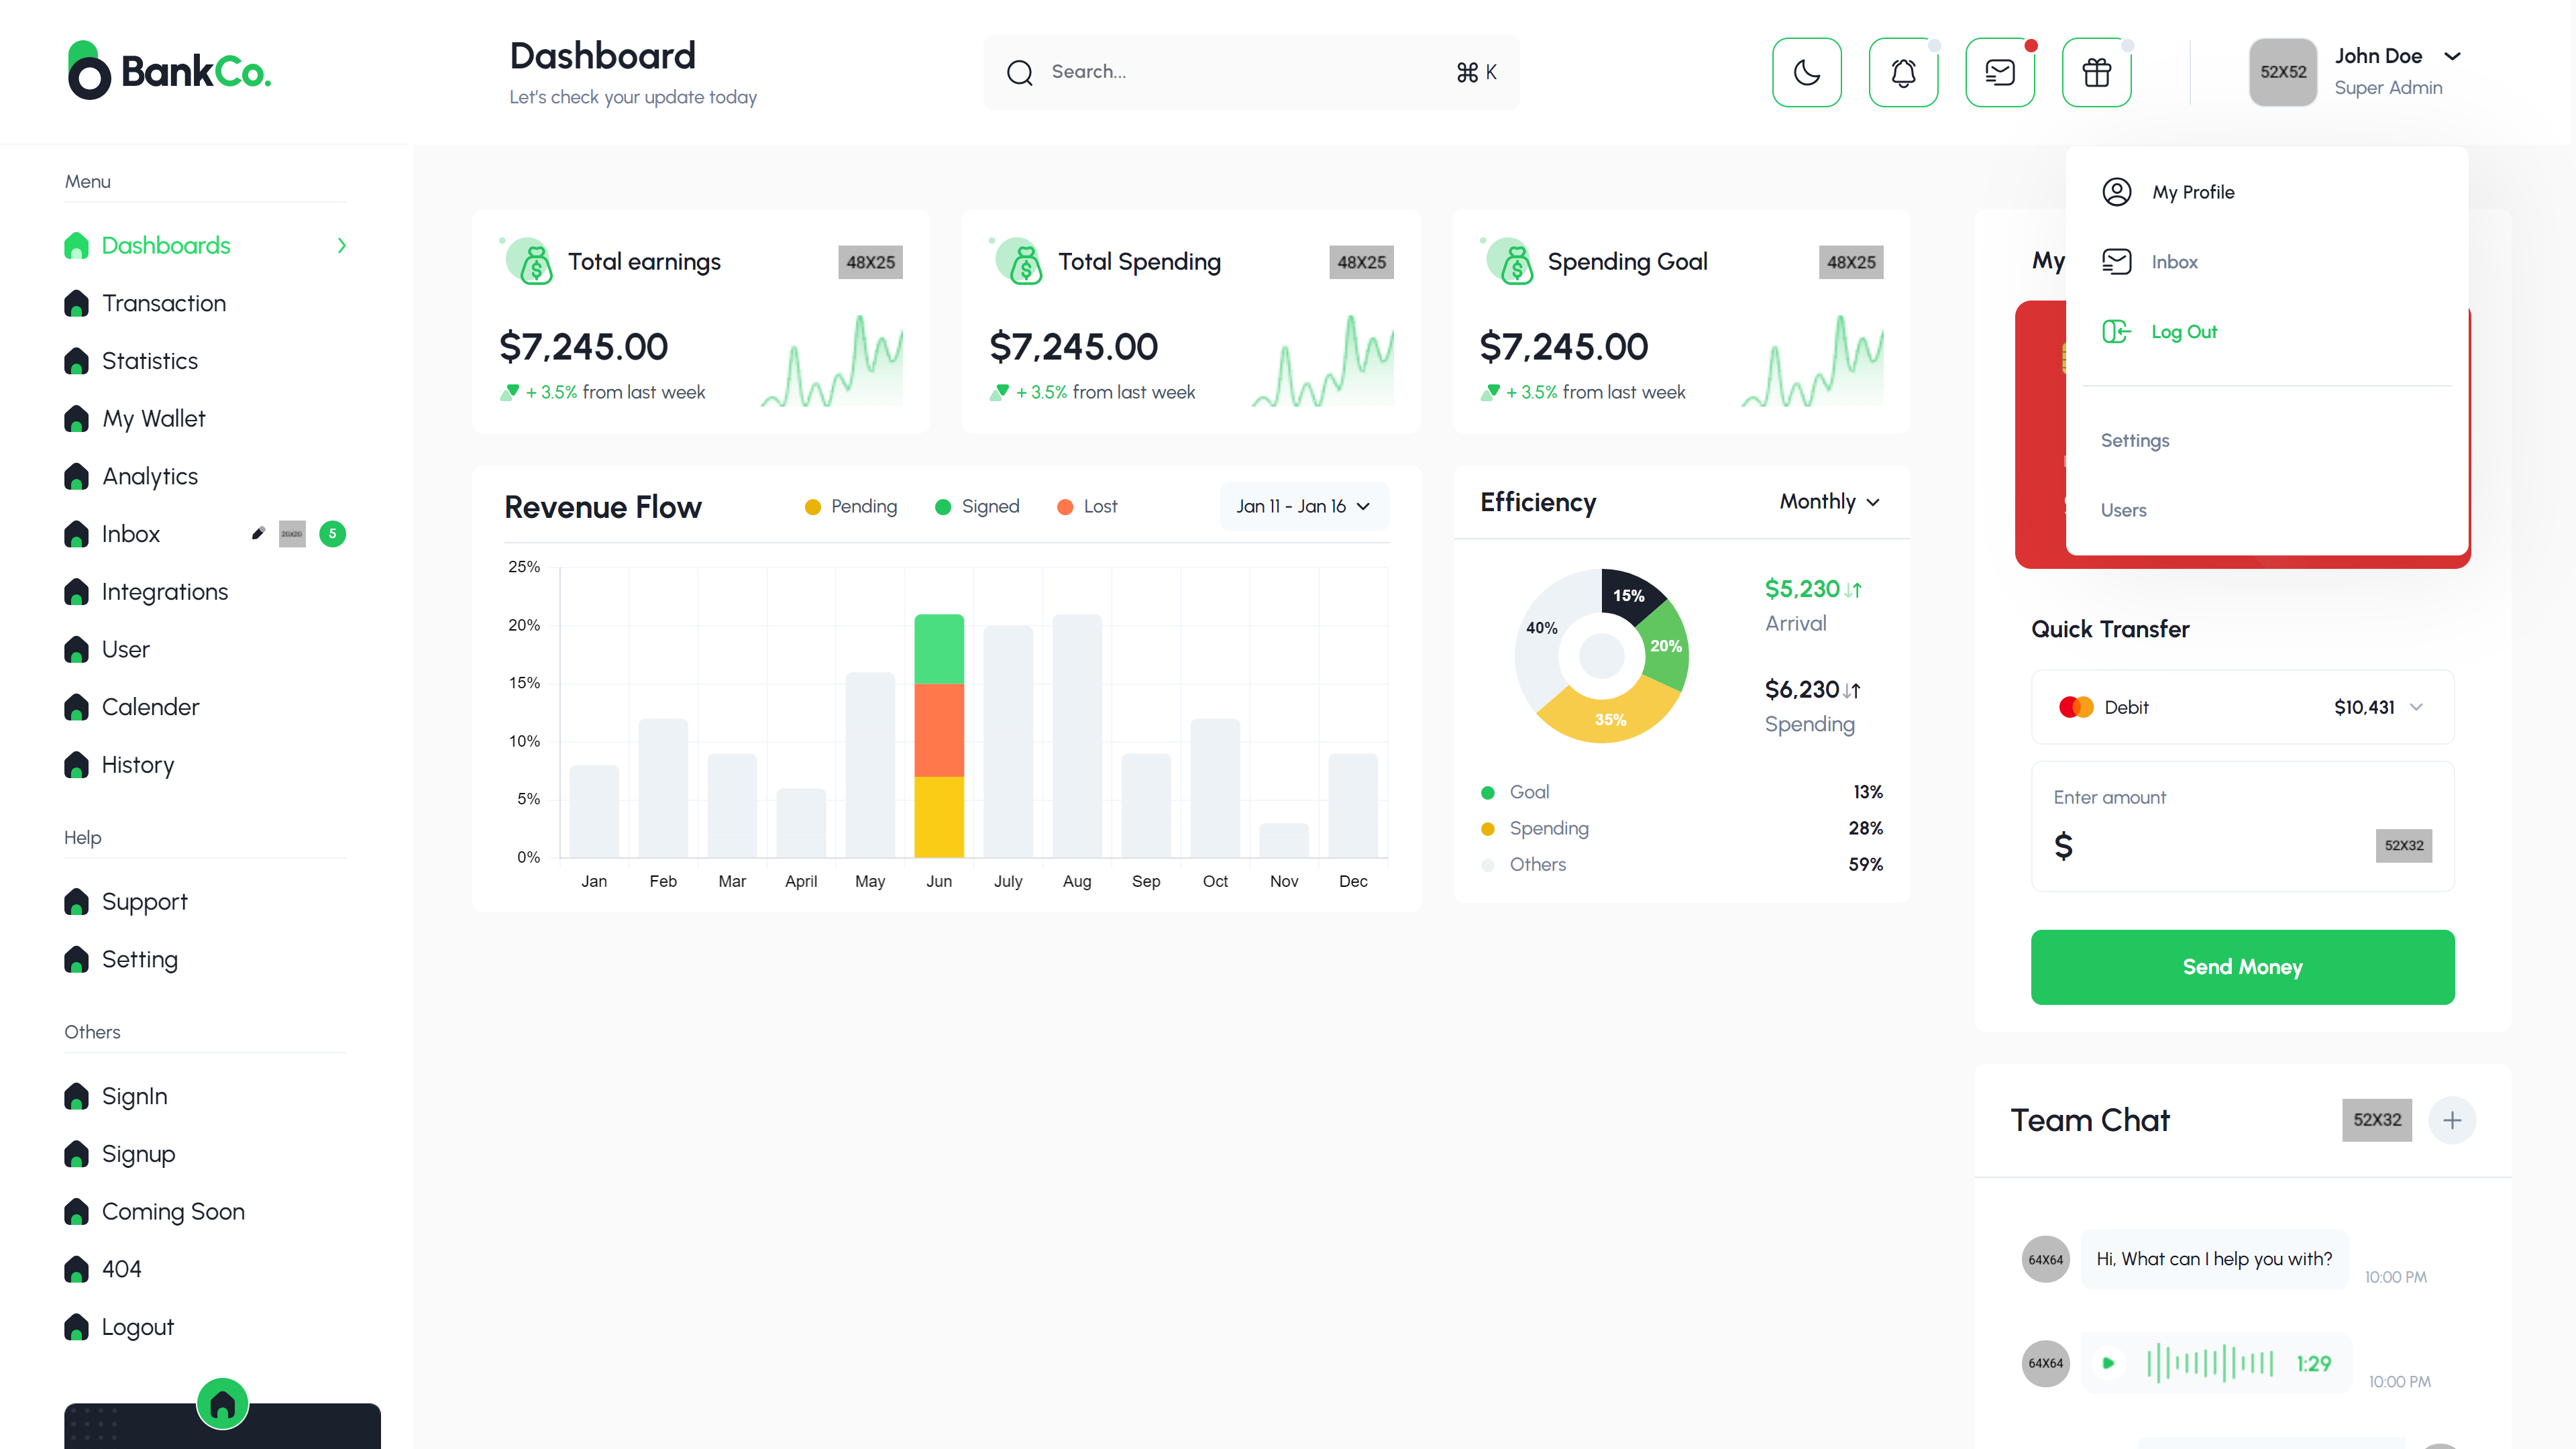 BankCo.
Dashboard
Let's check your update today
Search...
⌘ K
52X52
John Doe
Super Admin
Menu
Dashboards
Transaction
Statistics
My Wallet
Analytics
Inbox
20X20
5
Integrations
User
Calender
History
Help
Support
Setting
Others
SignIn
Signup
Coming Soon
404
Logout
Total earnings
48X25
$7,245.00
+ 3.5% from last week
Total Spending
48X25
$7,245.00
+ 3.5% from last week
Spending Goal
48X25
$7,245.00
+ 3.5% from last week
Revenue Flow
Pending
Signed
Lost
Jan 11 - Jan 16
25%
20%
15%
10%
5%
0%
Jan
Feb
Mar
April
May
Jun
July
Aug
Sep
Oct
Nov
Dec
Efficiency
Monthly
15%
20%
35%
40%
$5,230
Arrival
$6,230
Spending
Goal 13%
Spending 28%
Others 59%
My
My Profile
Inbox
Log Out
Settings
Users
Quick Transfer
Debit
$10,431
Enter amount
$
52X32
Send Money
Team Chat
52X32
64X64
Hi, What can I help you with?
10:00 PM
64X64
1:29
10:00 PM